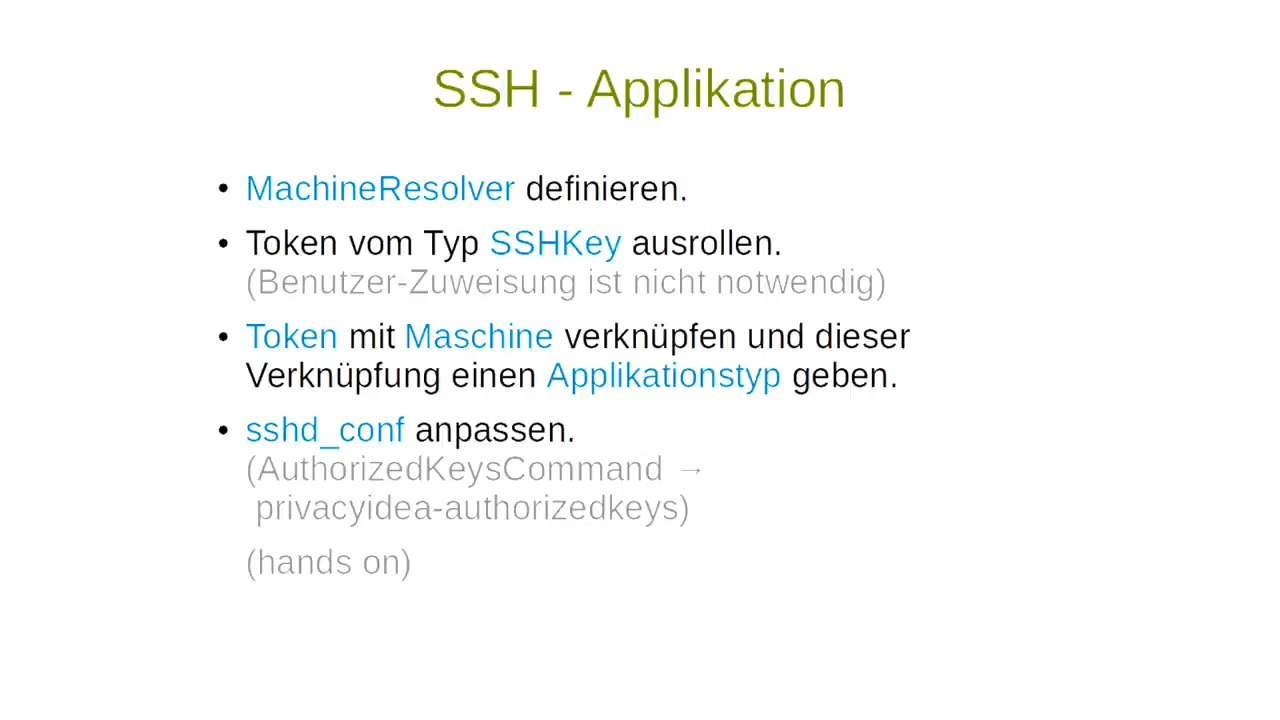 SSH - Applikation
• MachineResolver definieren.
• Token vom Typ SSHKey ausrollen.
(Benutzer-Zuweisung ist nicht notwendig)
• Token mit Maschine verknüpfen und dieser
Verknüpfung einen Applikationstyp geben.
• sshd_conf anpassen.
(AuthorizedKeysCommand →
privacyidea-authorizedkeys)
(hands on)